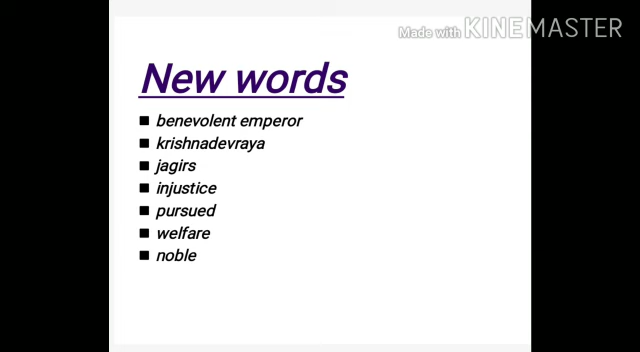 Made with KINEMASTER
New words
benevolent emperor
krishnadevraya
jagirs
injustice
pursued
welfare
noble